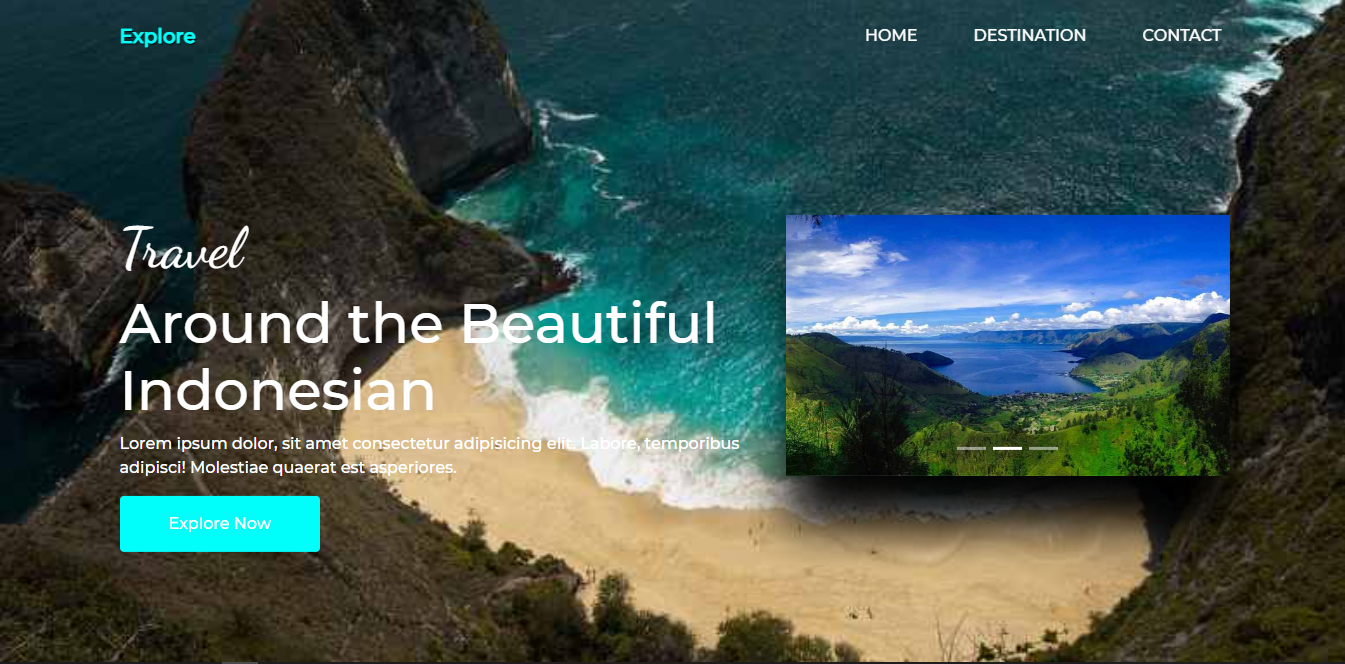 Explore
HOME
DESTINATION
CONTACT
Travel
Around the Beautiful
Indonesian
Lorem ipsum dolor, sit amet consectetur adipisicing elit. Labore, temporibus
adipisci! Molestiae quaerat est asperiores.
Explore Now